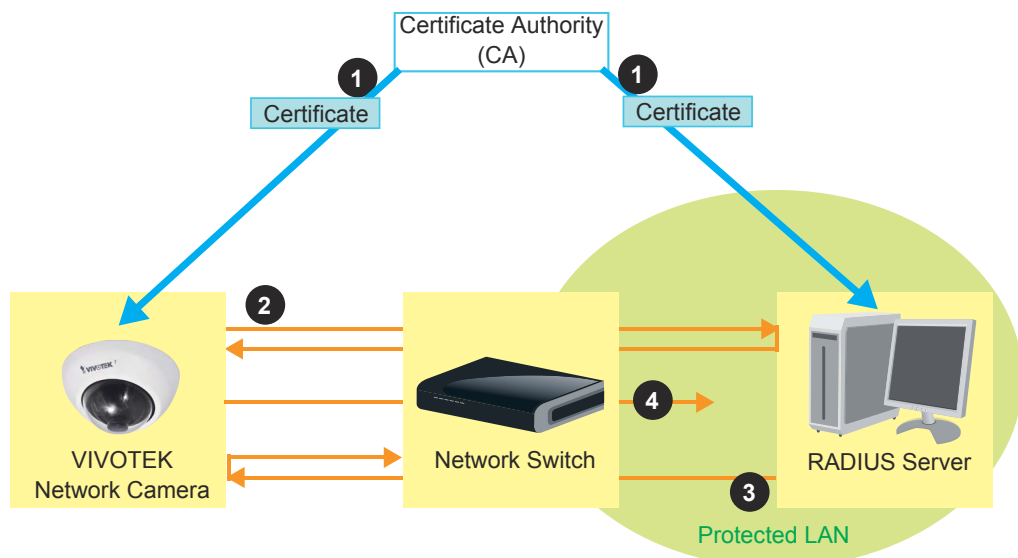 Certificate Authority
(CA)
1
1
Certificate
Certificate
2
VIVOTEK
4
VIVOTEK
Network Camera
Network Switch
RADIUS Server
3
Protected LAN